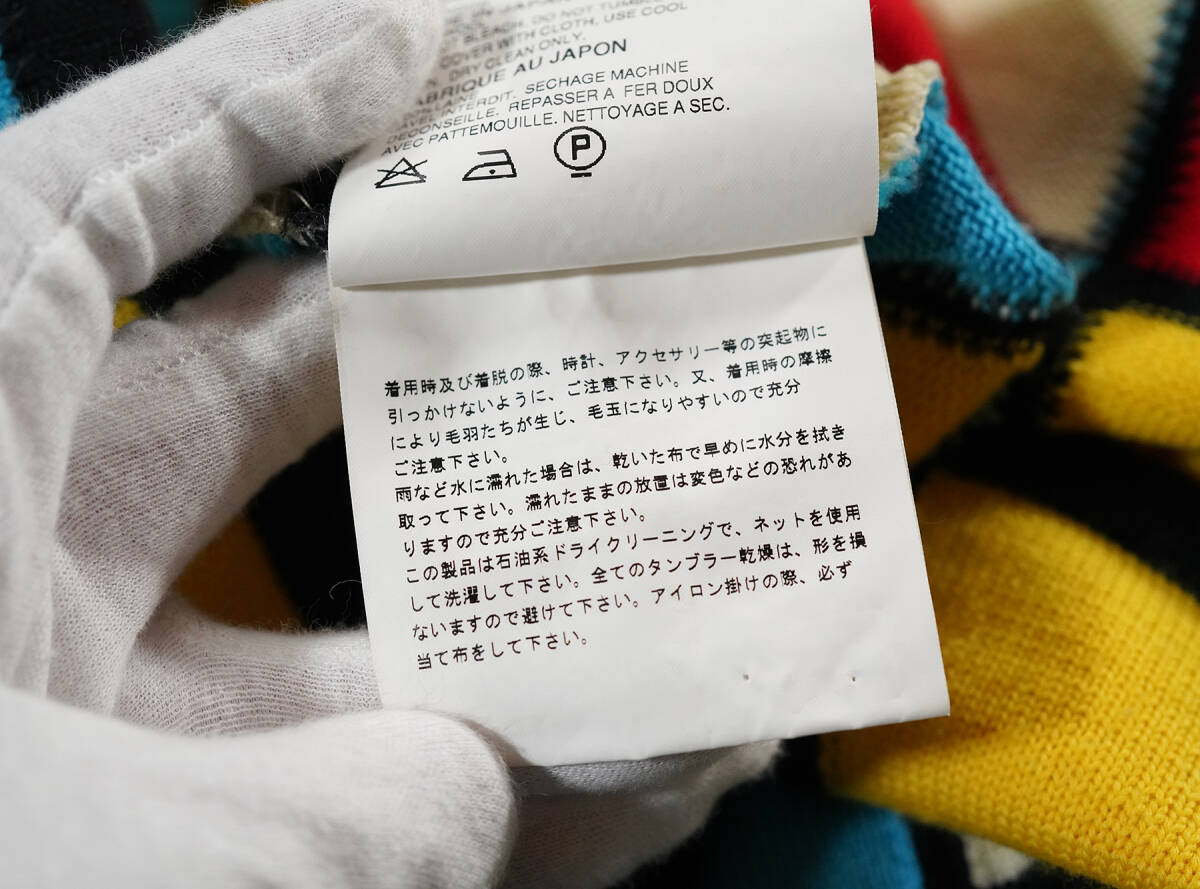 BLEACH. DO NOT TUMBLE
COVER WITH CLOTH, USE COOL
DRY CLEAN ONLY.
FABRIQUE AU JAPON
INTERDIT. SECHAGE MACHINE
DECONSEILLE. REPASSER A FER DOUX
AVEC PATTEMOUILLE. NETTOYAGE A SEC.
P
着用時及び着脱の際、時計、アクセサリー等の突起物に
引っかけないように、ご注意下さい。又、着用時の摩擦
により毛羽たちが生じ、毛玉になりやすいので充分
ご注意下さい。
雨など水に濡れた場合は、乾いた布で早めに水分を拭き
取って下さい。濡れたままの放置は変色などの恐れがあ
りますので充分ご注意下さい。
この製品は石油系ドライクリーニングで、ネットを使用
して洗濯して下さい。全てのタンブラー乾燥は、形を損
ないますので避けて下さい。アイロン掛けの際、必ず
当て布をして下さい。